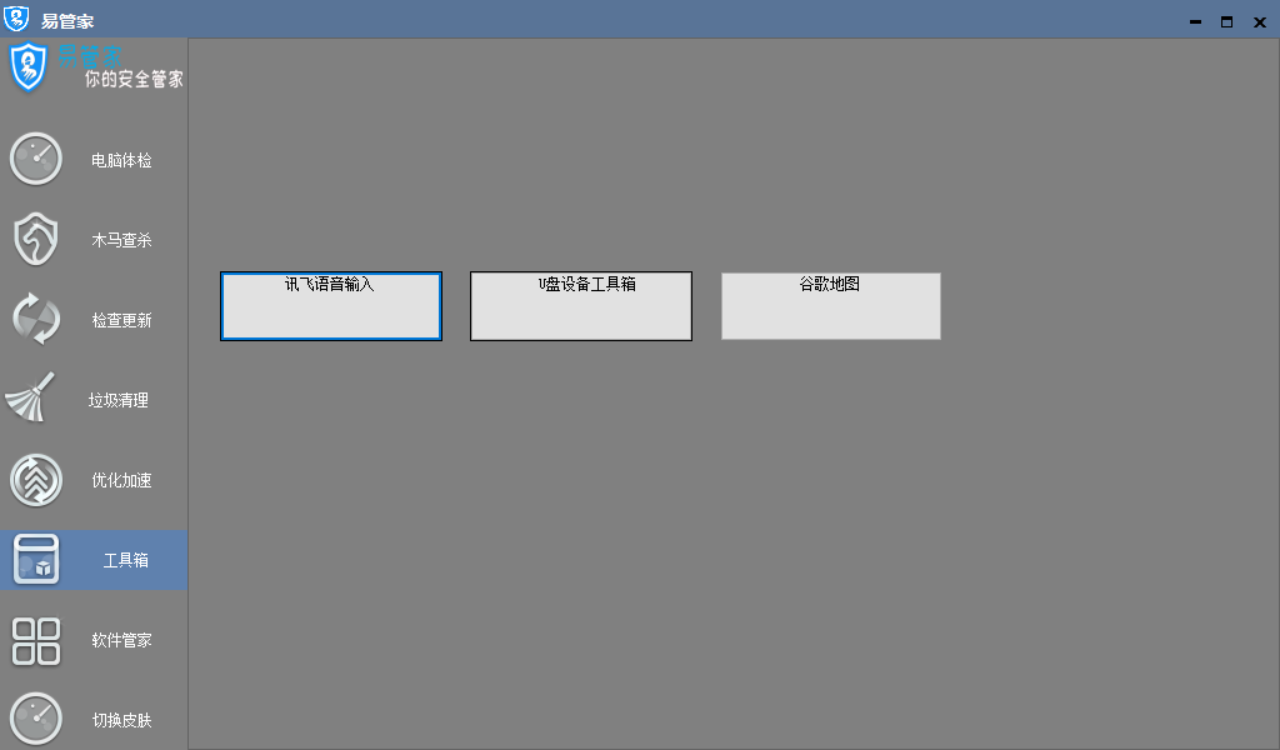 易管家
易管家
你的安全管家
电脑体检
木马查杀
检查更新
垃圾清理
优化加速
工具箱
软件管家
切换皮肤
讯飞语音输入
U盘设备工具箱
谷歌地图